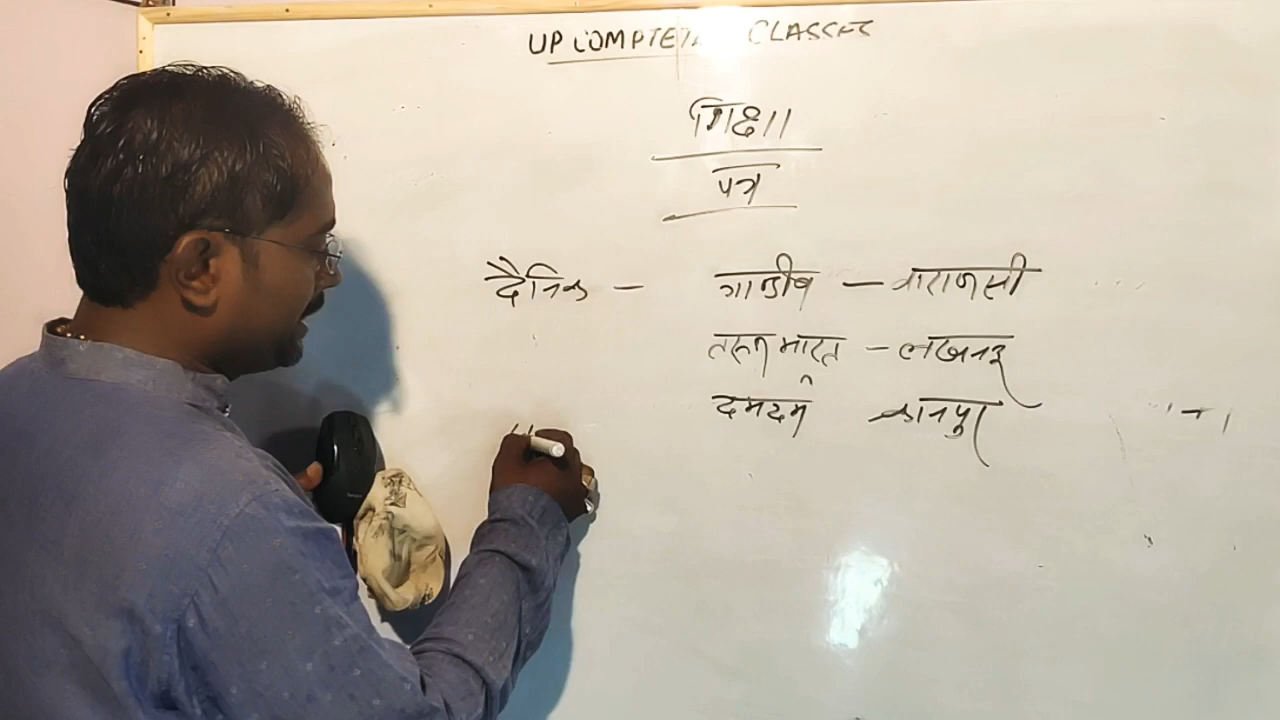 UP COMPTETE CLASSES
शिक्षा
पत्र
दैनिक - गाण्डीव - वाराणसी
तरूण भारत - लखनऊ
दमदमे कानपुर